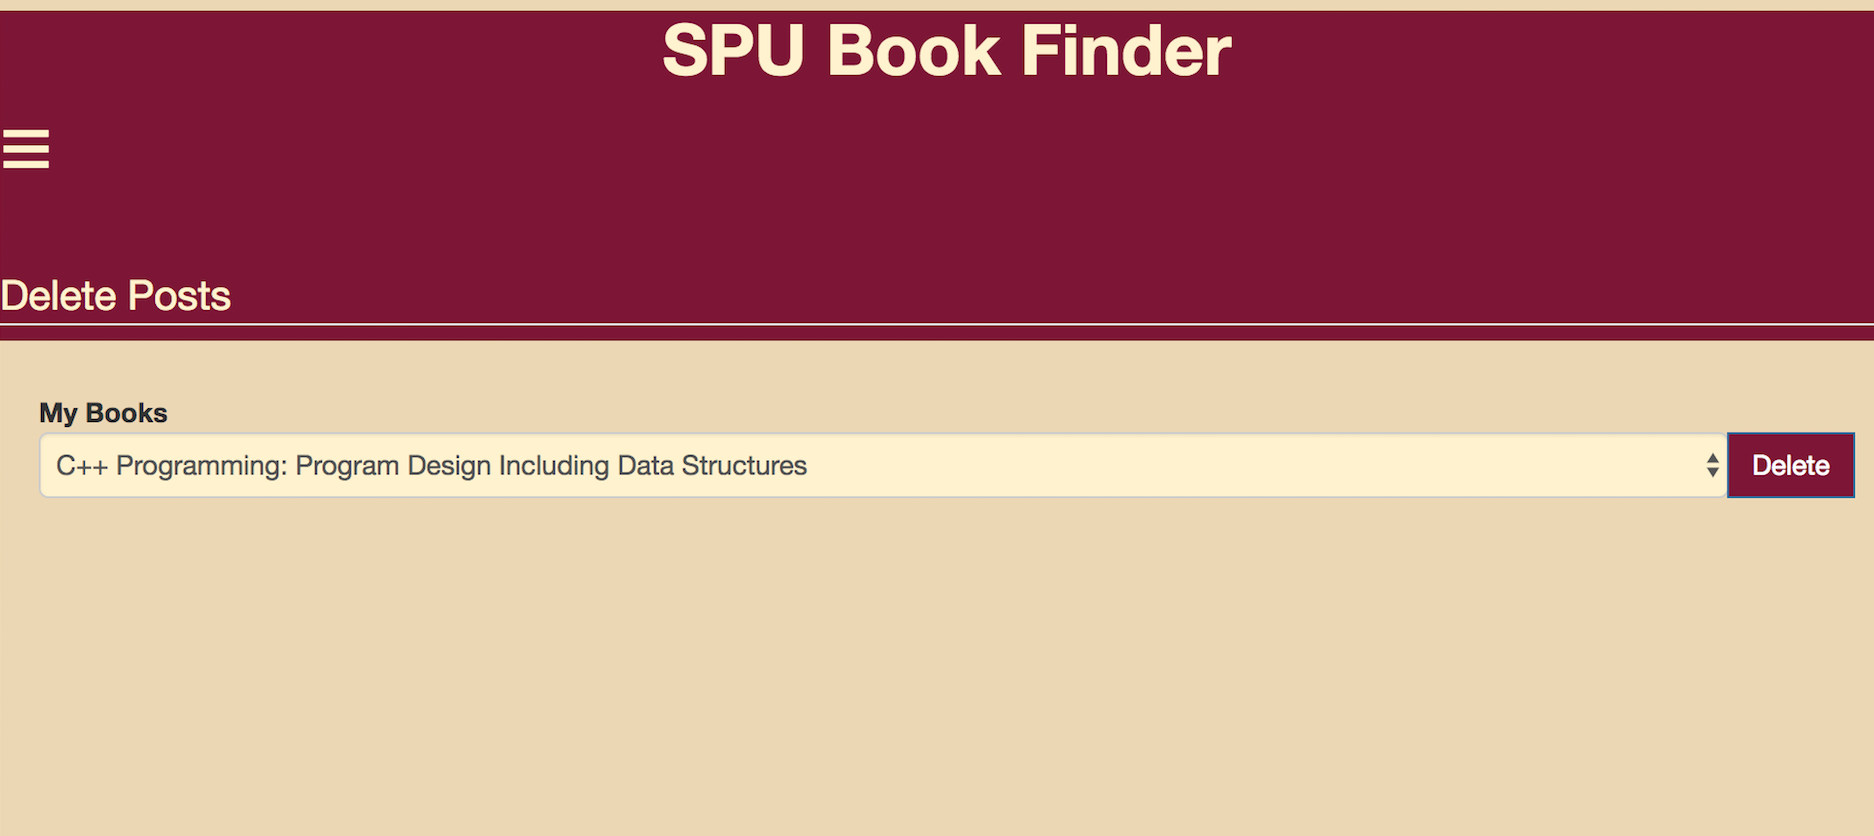 SPU Book Finder
Delete Posts
My Books
C++ Programming: Program Design Including Data Structures
Delete